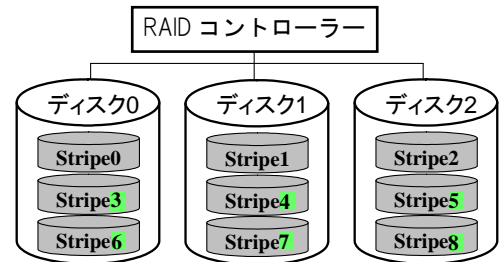 RAID コントローラー
ディスク0 ディスク1 ディスク2
Stripe0 Stripe1 Stripe2
Stripe3 Stripe4 Stripe5
Stripe6 Stripe7 Stripe8